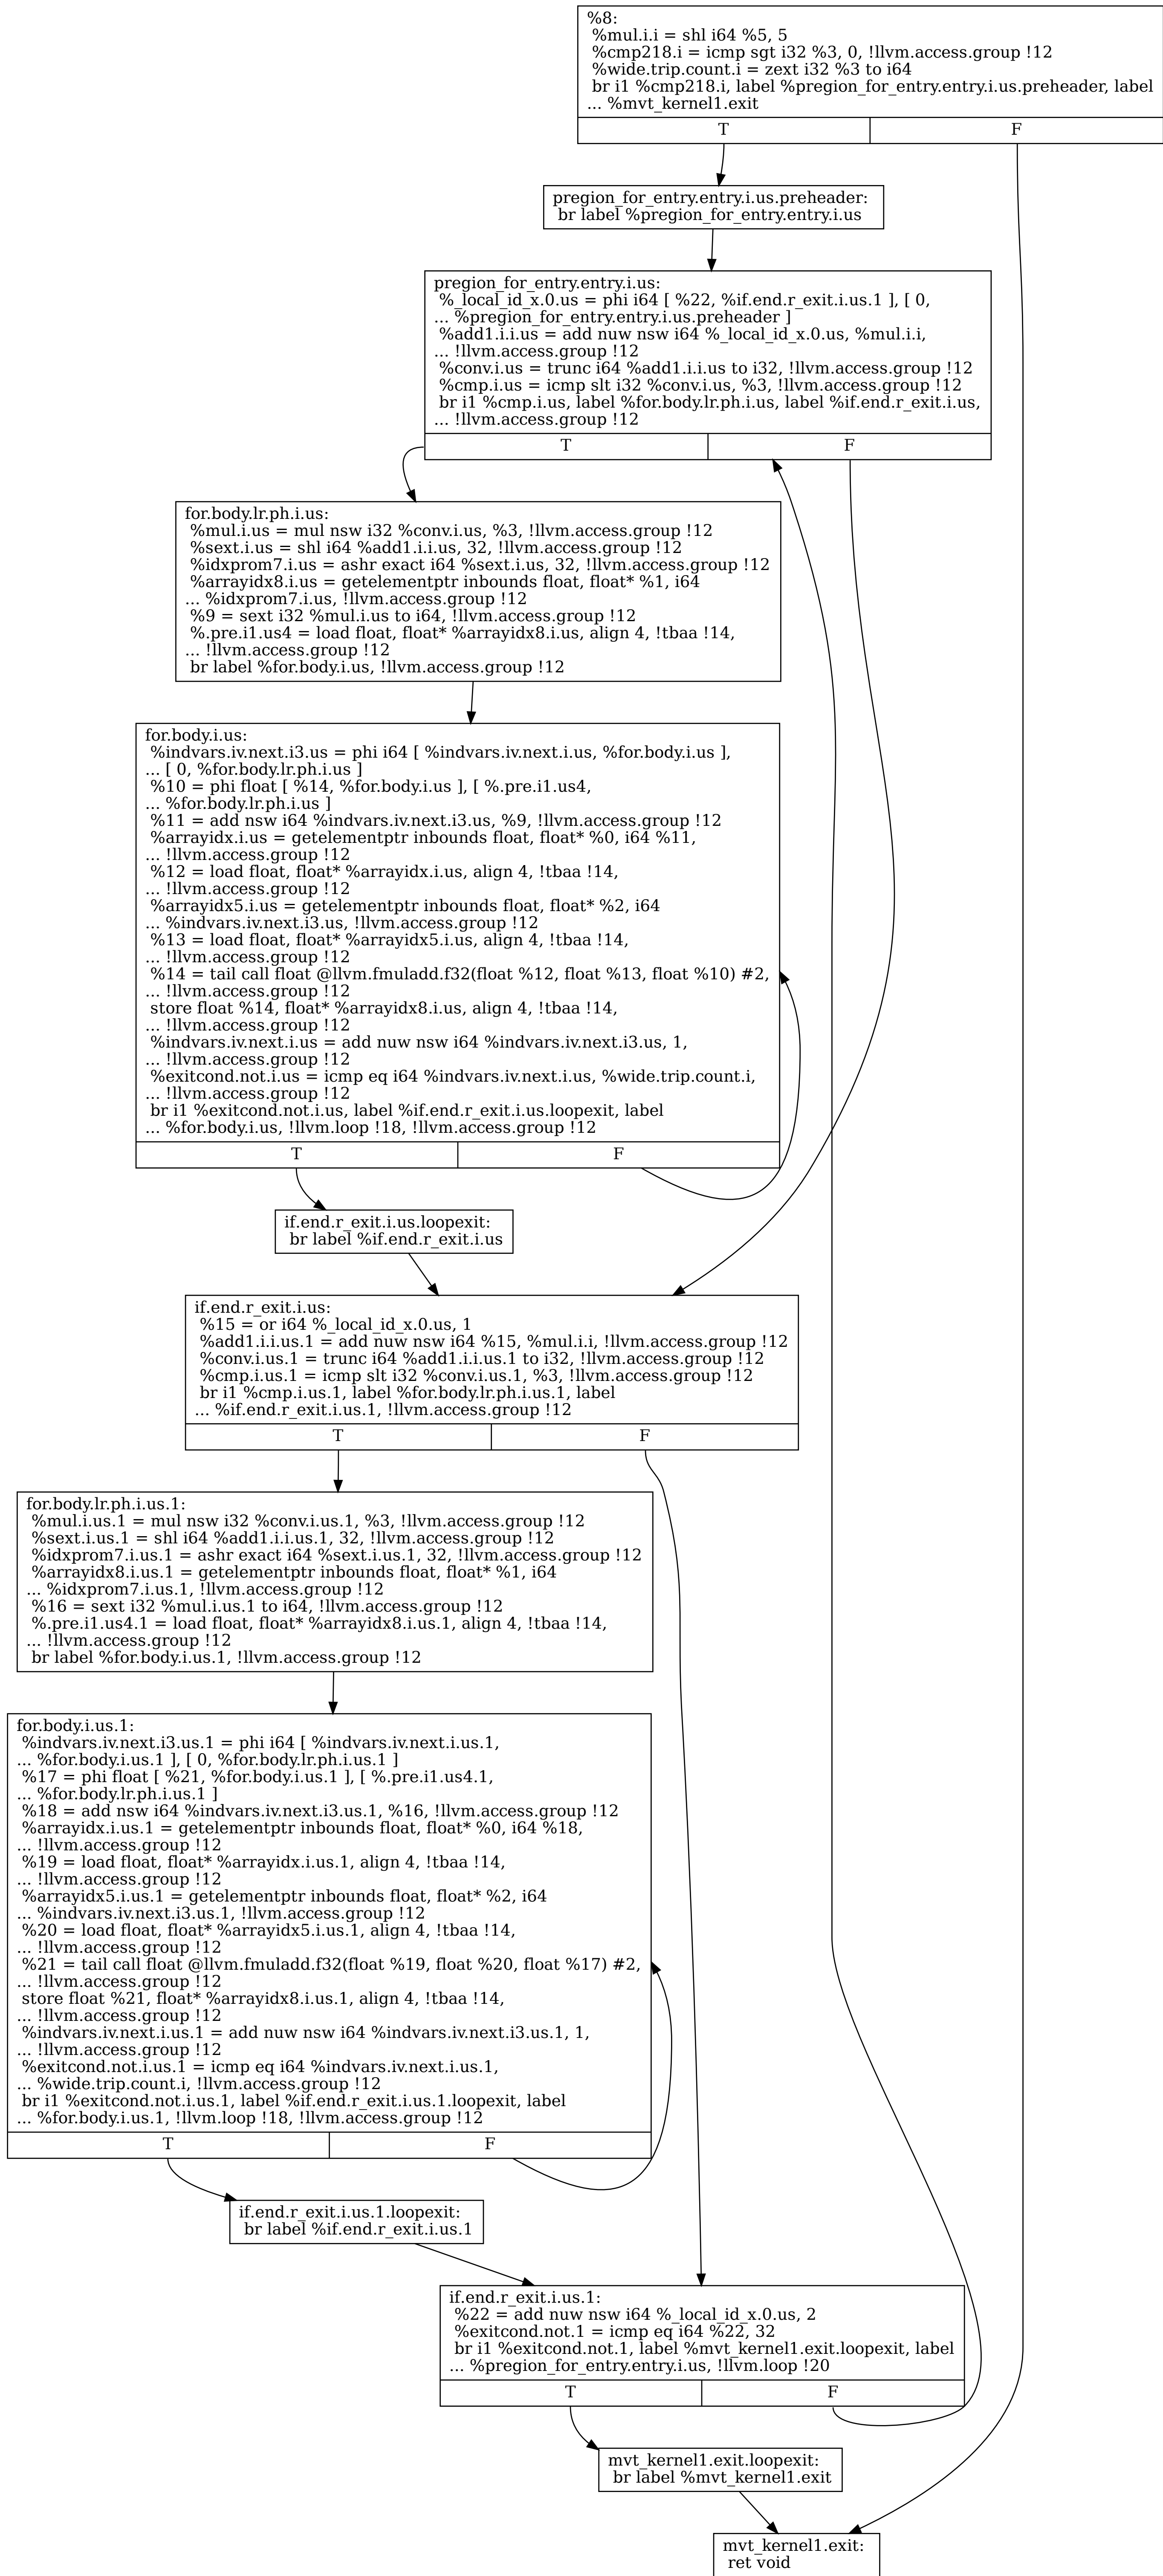 %8:
%mul.i.i = shl i64 %5, 5
%cmp218.i = icmp sgt i32 %3, 0, !llvm.access.group !12
%wide.trip.count.i = zext i32 %3 to i64
br i1 %cmp218.i, label %pregion_for_entry.entry.i.us.preheader, label
... %mvt_kernel1.exit
T
F
pregion_for_entry.entry.i.us.preheader:
br label %pregion_for_entry.entry.i.us
pregion_for_entry.entry.i.us:
%_local_id_x.0.us = phi i64 [ %22, %if.end.r_exit.i.us.1 ], [ 0,
... %pregion_for_entry.entry.i.us.preheader ]
%add1.i.i.us = add nuw nsw i64 %_local_id_x.0.us, %mul.i.i,
... !llvm.access.group !12
%conv.i.us = trunc i64 %add1.i.i.us to i32, !llvm.access.group !12
%cmp.i.us = icmp slt i32 %conv.i.us, %3, !llvm.access.group !12
br i1 %cmp.i.us, label %for.body.lr.ph.i.us, label %if.end.r_exit.i.us,
... !llvm.access.group !12
T
F
for.body.lr.ph.i.us:
%mul.i.us = mul nsw i32 %conv.i.us, %3, !llvm.access.group !12
%sext.i.us = shl i64 %add1.i.i.us, 32, !llvm.access.group !12
%idxprom7.i.us = ashr exact i64 %sext.i.us, 32, !llvm.access.group !12
%arrayidx8.i.us = getelementptr inbounds float, float* %1, i64
... %idxprom7.i.us, !llvm.access.group !12
%9 = sext i32 %mul.i.us to i64, !llvm.access.group !12
%.pre.i1.us4 = load float, float* %arrayidx8.i.us, align 4, !tbaa !14,
... !llvm.access.group !12
br label %for.body.i.us, !llvm.access.group !12
for.body.i.us:
%indvars.iv.next.i3.us = phi i64 [ %indvars.iv.next.i.us, %for.body.i.us ],
... [ 0, %for.body.lr.ph.i.us ]
%10 = phi float [ %14, %for.body.i.us ], [ %.pre.i1.us4,
... %for.body.lr.ph.i.us ]
%11 = add nsw i64 %indvars.iv.next.i3.us, %9, !llvm.access.group !12
%arrayidx.i.us = getelementptr inbounds float, float* %0, i64 %11,
... !llvm.access.group !12
%12 = load float, float* %arrayidx.i.us, align 4, !tbaa !14,
... !llvm.access.group !12
%arrayidx5.i.us = getelementptr inbounds float, float* %2, i64
... %indvars.iv.next.i3.us, !llvm.access.group !12
%13 = load float, float* %arrayidx5.i.us, align 4, !tbaa !14,
... !llvm.access.group !12
%14 = tail call float @llvm.fmuladd.f32(float %12, float %13, float %10) #2,
... !llvm.access.group !12
store float %14, float* %arrayidx8.i.us, align 4, !tbaa !14,
... !llvm.access.group !12
%indvars.iv.next.i.us = add nuw nsw i64 %indvars.iv.next.i3.us, 1,
... !llvm.access.group !12
%exitcond.not.i.us = icmp eq i64 %indvars.iv.next.i.us, %wide.trip.count.i,
... !llvm.access.group !12
br i1 %exitcond.not.i.us, label %if.end.r_exit.i.us.loopexit, label
... %for.body.i.us, !llvm.loop !18, !llvm.access.group !12
T
F
if.end.r_exit.i.us.loopexit:
br label %if.end.r_exit.i.us
if.end.r_exit.i.us:
%15 = or i64 %_local_id_x.0.us, 1
%add1.i.i.us.1 = add nuw nsw i64 %15, %mul.i.i, !llvm.access.group !12
%conv.i.us.1 = trunc i64 %add1.i.i.us.1 to i32, !llvm.access.group !12
%cmp.i.us.1 = icmp slt i32 %conv.i.us.1, %3, !llvm.access.group !12
br i1 %cmp.i.us.1, label %for.body.lr.ph.i.us.1, label
... %if.end.r_exit.i.us.1, !llvm.access.group !12
T
F
for.body.lr.ph.i.us.1:
%mul.i.us.1 = mul nsw i32 %conv.i.us.1, %3, !llvm.access.group !12
%sext.i.us.1 = shl i64 %add1.i.i.us.1, 32, !llvm.access.group !12
%idxprom7.i.us.1 = ashr exact i64 %sext.i.us.1, 32, !llvm.access.group !12
%arrayidx8.i.us.1 = getelementptr inbounds float, float* %1, i64
... %idxprom7.i.us.1, !llvm.access.group !12
%16 = sext i32 %mul.i.us.1 to i64, !llvm.access.group !12
%.pre.i1.us4.1 = load float, float* %arrayidx8.i.us.1, align 4, !tbaa !14,
... !llvm.access.group !12
br label %for.body.i.us.1, !llvm.access.group !12
for.body.i.us.1:
%indvars.iv.next.i3.us.1 = phi i64 [ %indvars.iv.next.i.us.1,
... %for.body.i.us.1 ], [ 0, %for.body.lr.ph.i.us.1 ]
%17 = phi float [ %21, %for.body.i.us.1 ], [ %.pre.i1.us4.1,
... %for.body.lr.ph.i.us.1 ]
%18 = add nsw i64 %indvars.iv.next.i3.us.1, %16, !llvm.access.group !12
%arrayidx.i.us.1 = getelementptr inbounds float, float* %0, i64 %18,
... !llvm.access.group !12
%19 = load float, float* %arrayidx.i.us.1, align 4, !tbaa !14,
... !llvm.access.group !12
%arrayidx5.i.us.1 = getelementptr inbounds float, float* %2, i64
... %indvars.iv.next.i3.us.1, !llvm.access.group !12
%20 = load float, float* %arrayidx5.i.us.1, align 4, !tbaa !14,
... !llvm.access.group !12
%21 = tail call float @llvm.fmuladd.f32(float %19, float %20, float %17) #2,
... !llvm.access.group !12
store float %21, float* %arrayidx8.i.us.1, align 4, !tbaa !14,
... !llvm.access.group !12
%indvars.iv.next.i.us.1 = add nuw nsw i64 %indvars.iv.next.i3.us.1, 1,
... !llvm.access.group !12
%exitcond.not.i.us.1 = icmp eq i64 %indvars.iv.next.i.us.1,
... %wide.trip.count.i, !llvm.access.group !12
br i1 %exitcond.not.i.us.1, label %if.end.r_exit.i.us.1.loopexit, label
... %for.body.i.us.1, !llvm.loop !18, !llvm.access.group !12
T
F
if.end.r_exit.i.us.1.loopexit:
br label %if.end.r_exit.i.us.1
if.end.r_exit.i.us.1:
%22 = add nuw nsw i64 %_local_id_x.0.us, 2
%exitcond.not.1 = icmp eq i64 %22, 32
br i1 %exitcond.not.1, label %mvt_kernel1.exit.loopexit, label
... %pregion_for_entry.entry.i.us, !llvm.loop !20
T
F
mvt_kernel1.exit.loopexit:
br label %mvt_kernel1.exit
mvt_kernel1.exit:
ret void